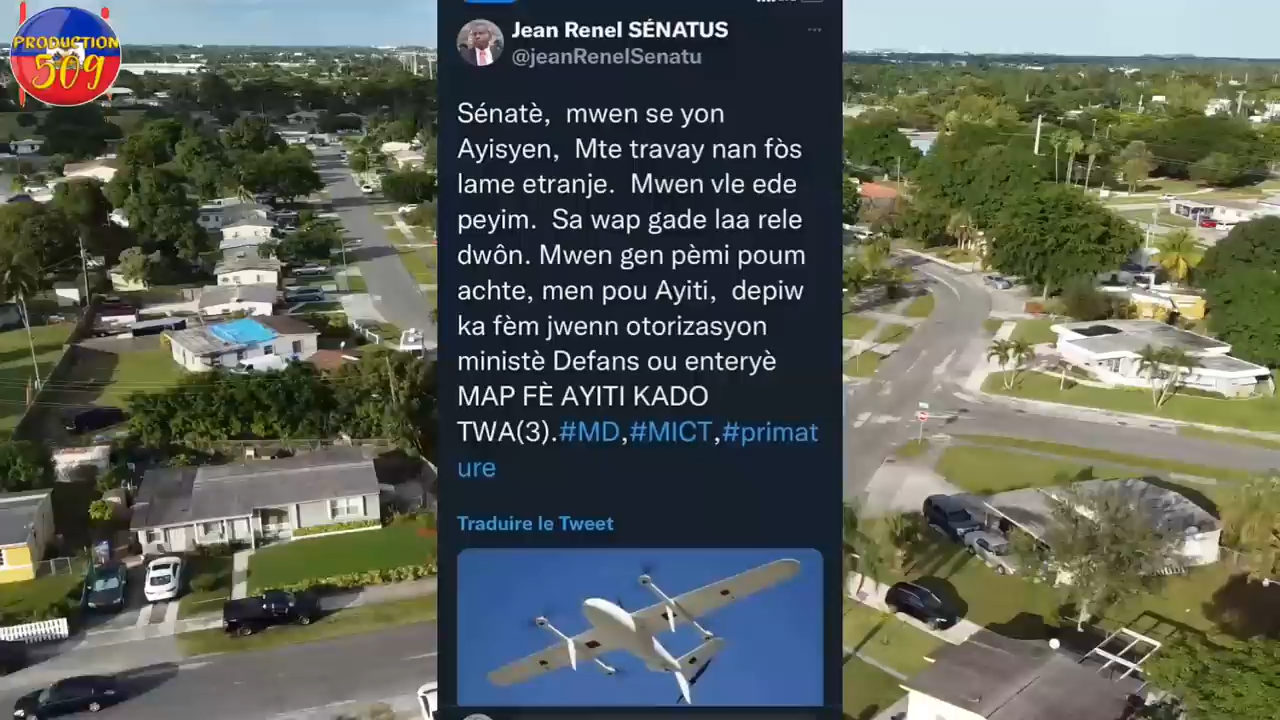 PRODUCTION
509
Jean Renel SÉNATUS
@jeanRenelSenatu
Sénatè, mwen se yon
Ayisyen, Mte travay nan fòs
lame etranje. Mwen vle ede
peyim. Sa wap gade laa rele
dwôn. Mwen gen pèmi poum
achte, men pou Ayiti, depiw
ka fèm jwenn otorizasyon
ministè Defans ou enteryè
MAP FÈ AYITI KADO
TWA(3).#MD,#MICT,#primat
ure
Traduire le Tweet